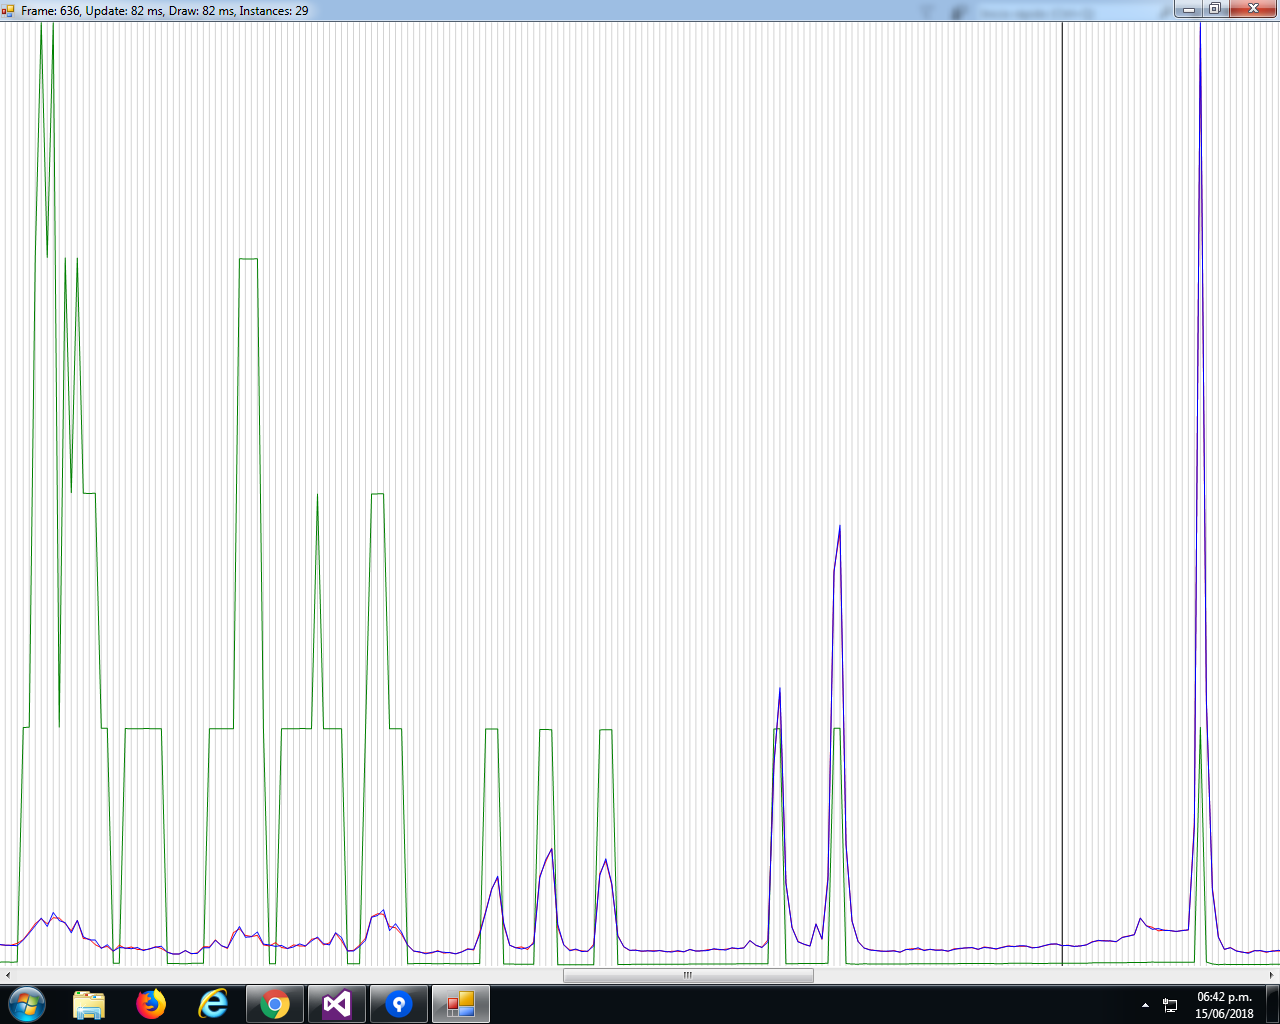 Frame: 636, Update: 82 ms, Draw: 82 ms, Instances: 29
06:42 p.m.
15/06/2018